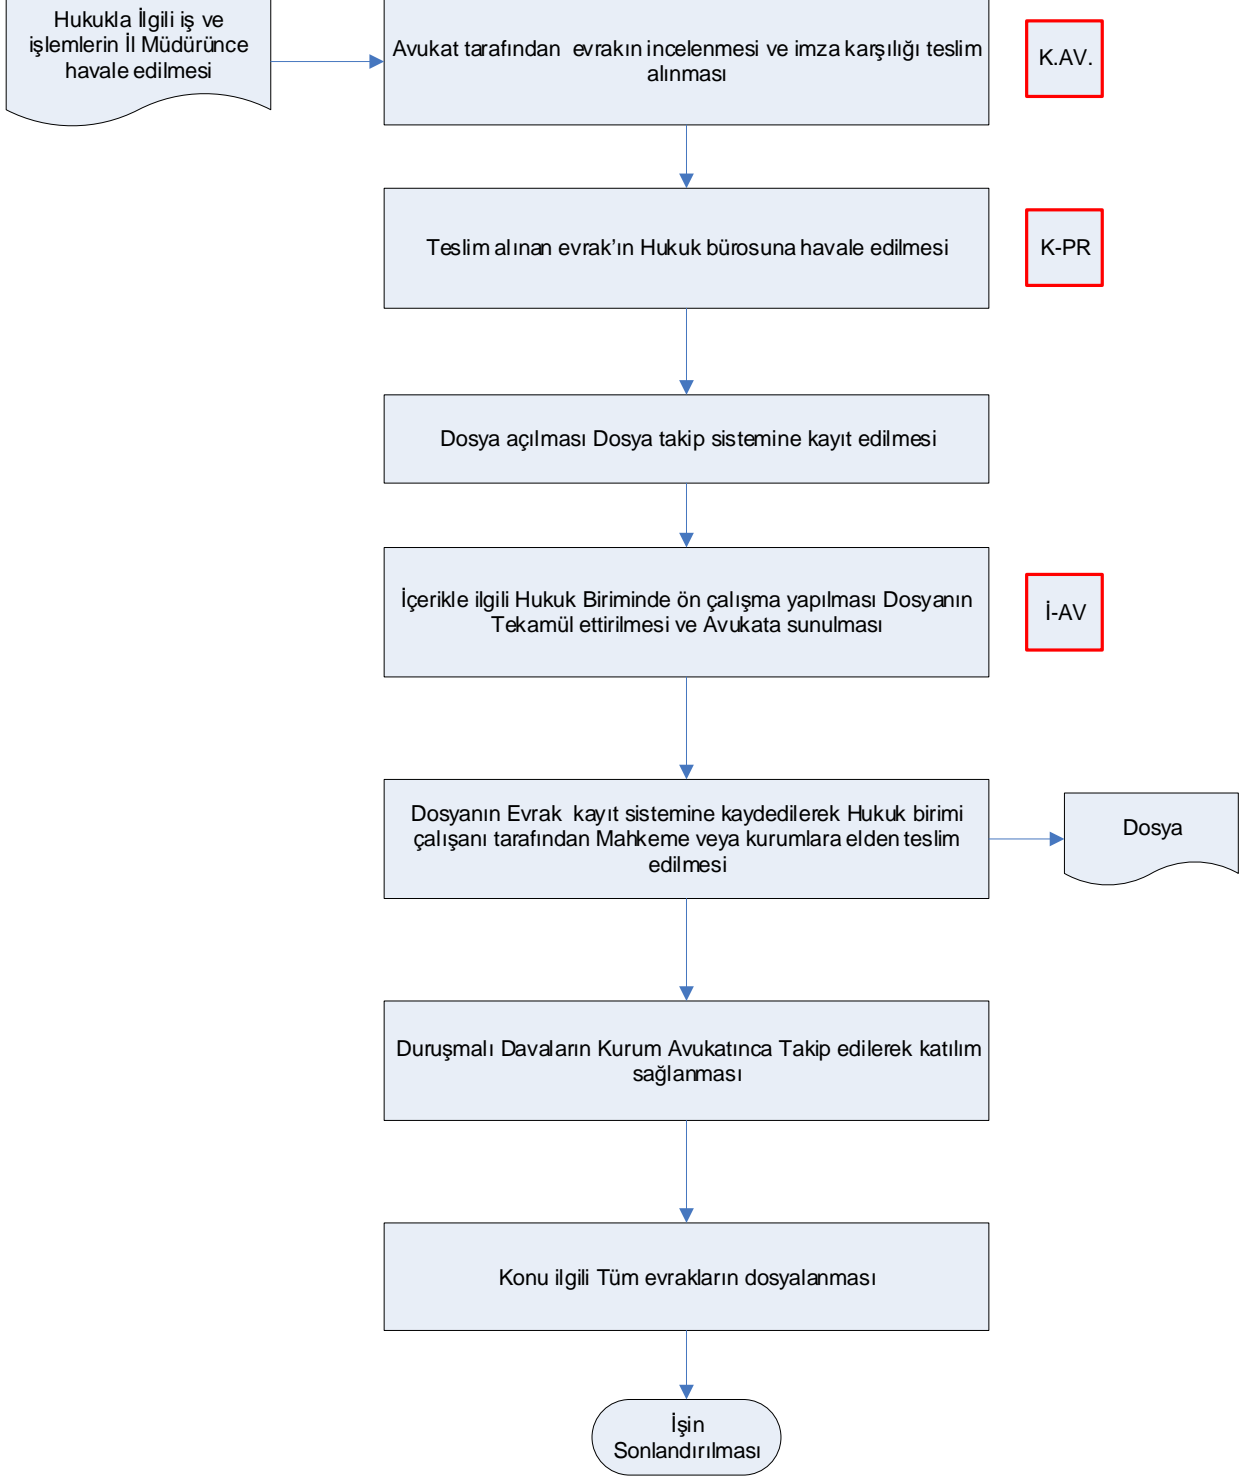 Hukukla İlgili iş ve
işlemlerin İl Müdürünce
havale edilmesi
Avukat tarafından evrakın incelenmesi ve imza karşılığı teslim
alınması
K.AV.
Teslim alınan evrak’ın Hukuk bürosuna havale edilmesi
K-PR
Dosya açılması Dosya takip sistemine kayıt edilmesi
İçerikle ilgili Hukuk Biriminde ön çalışma yapılması Dosyanın
Tekamül ettirilmesi ve Avukata sunulması
İ-AV
Dosyanın Evrak kayıt sistemine kaydedilerek Hukuk birimi
çalışanı tarafından Mahkeme veya kurumlara elden teslim
edilmesi
Dosya
Duruşmalı Davaların Kurum Avukatınca Takip edilerek katılım
sağlanması
Konu ilgili Tüm evrakların dosyalanması
İşin
Sonlandırılması